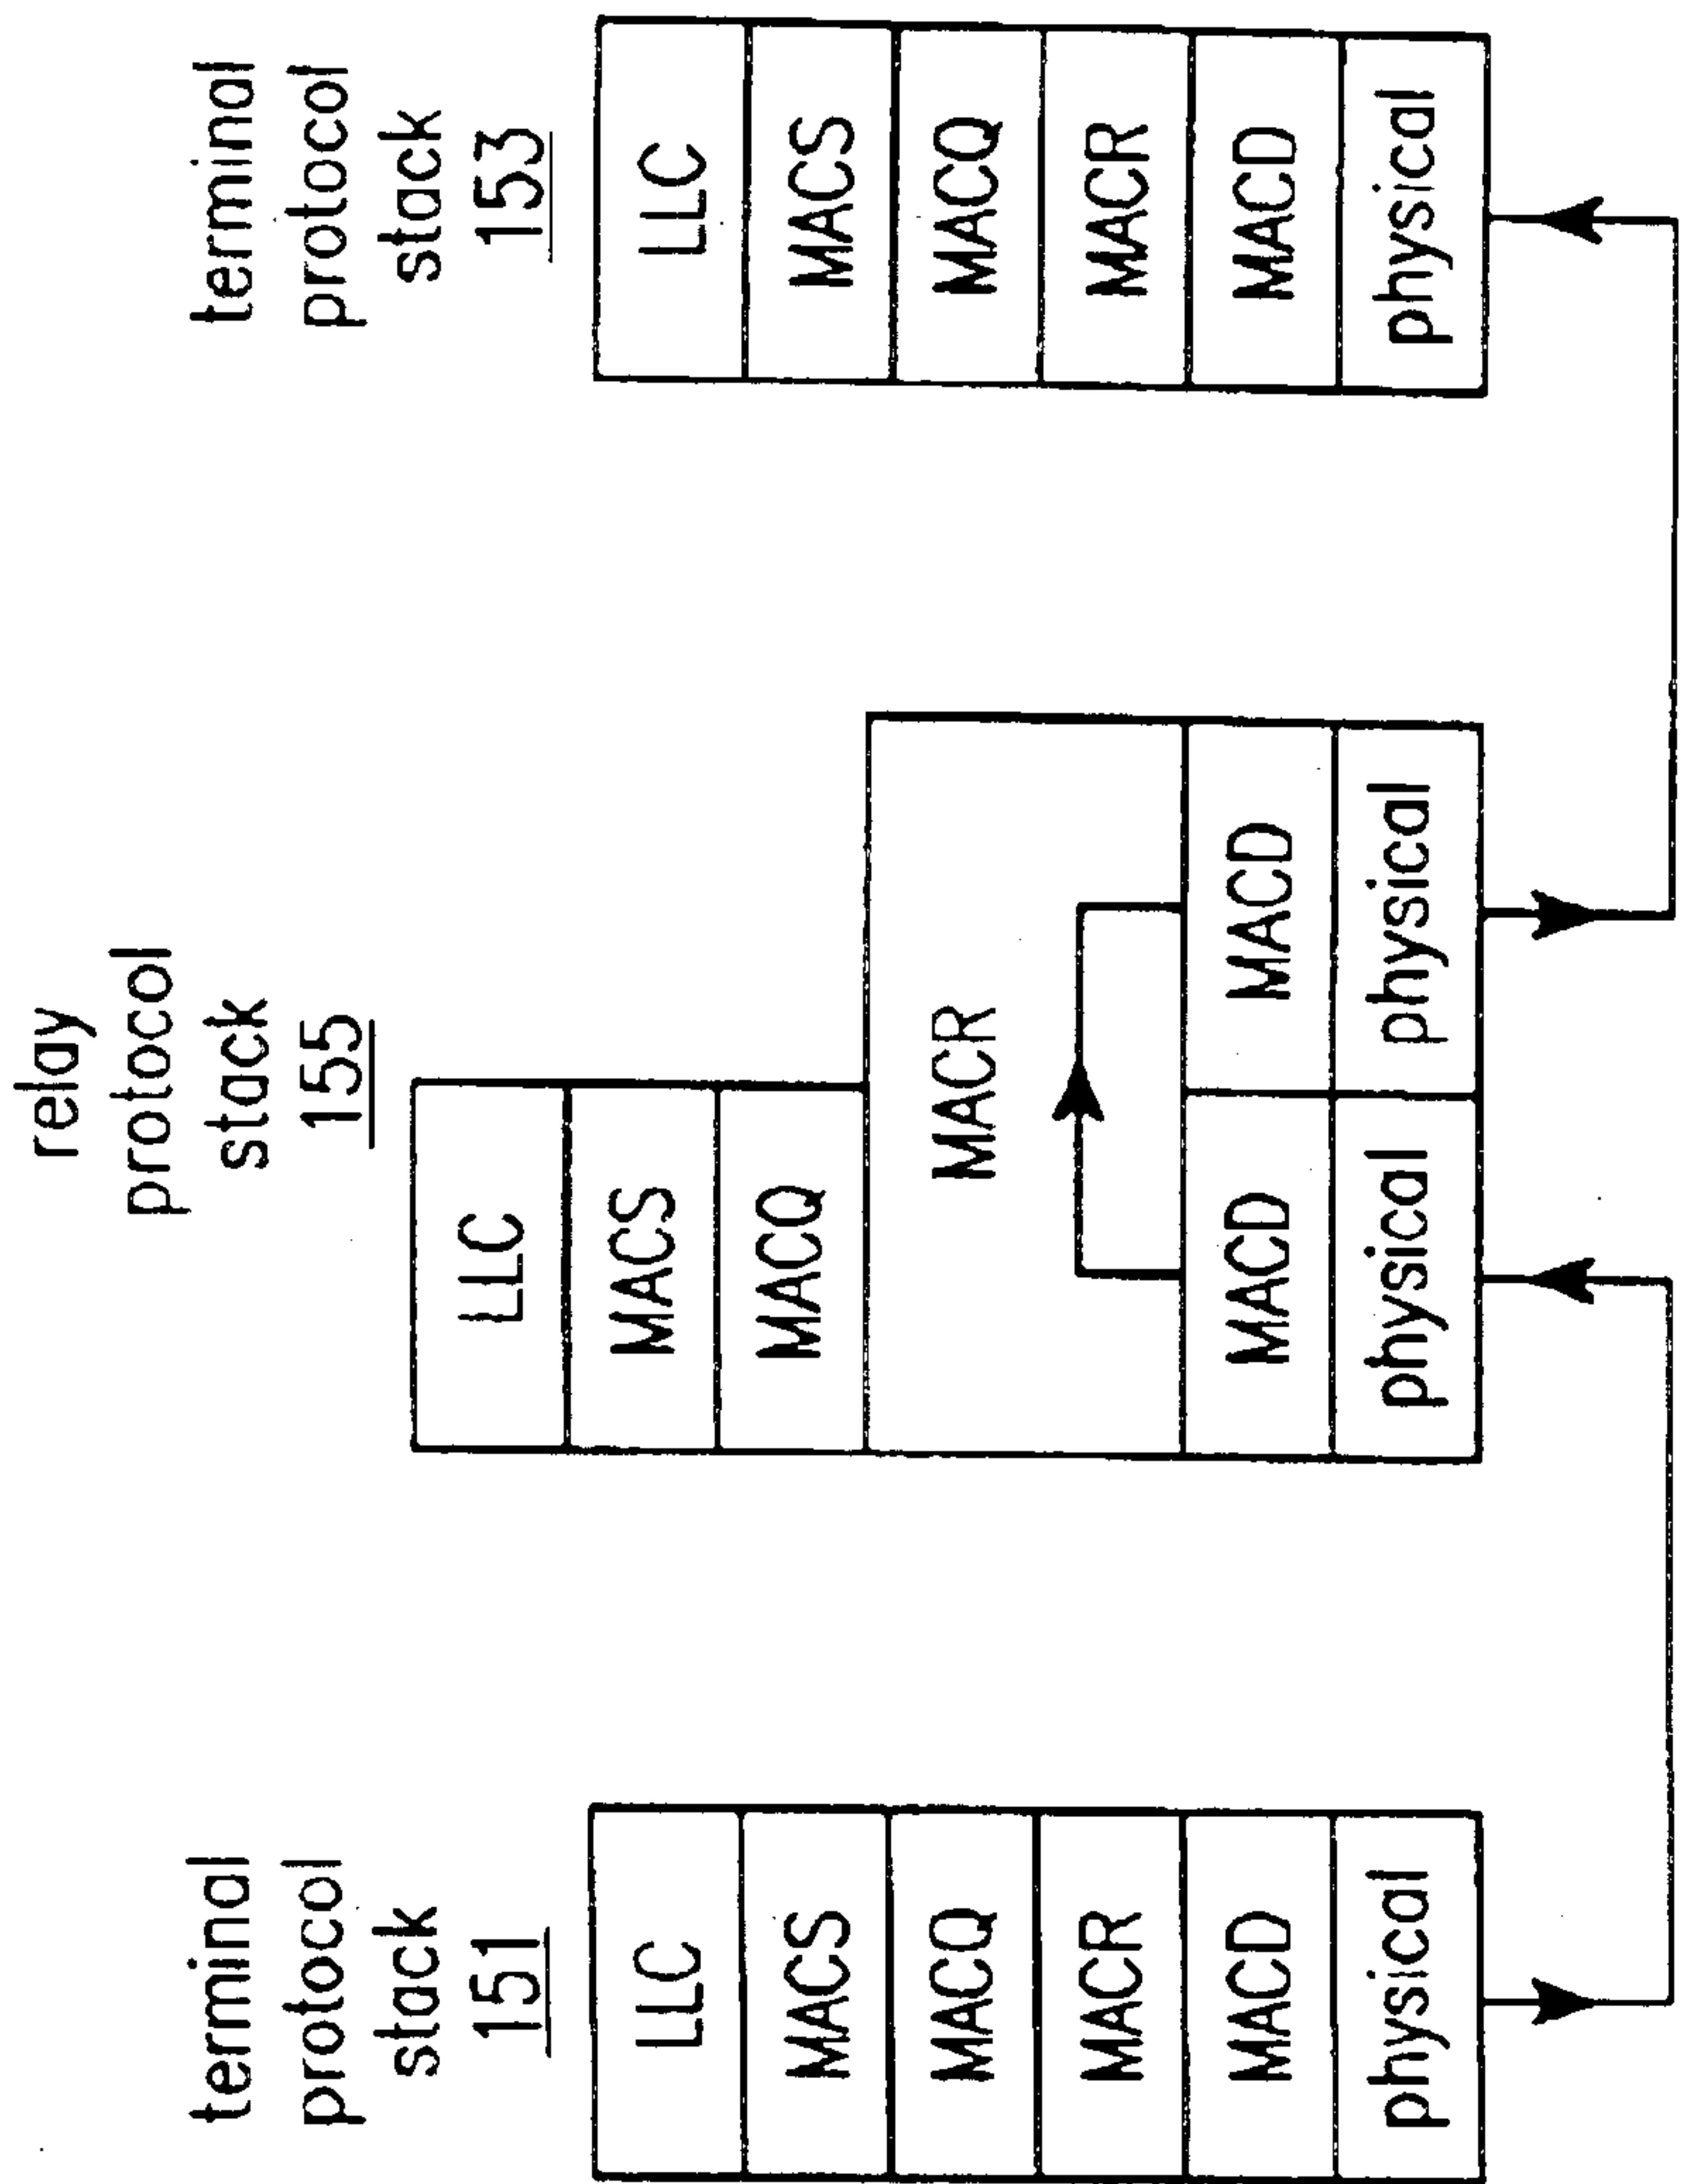 terminal
protocol
stack
151
LLC
MACS
MACQ
MACR
MACD
physical
relay
protocol
stack
155
LLC
MACS
MACQ
MACR
MACD
MACD
physical
physical
terminal
protocol
stack
153
LLC
MACS
MACQ
MACR
MACD
physical